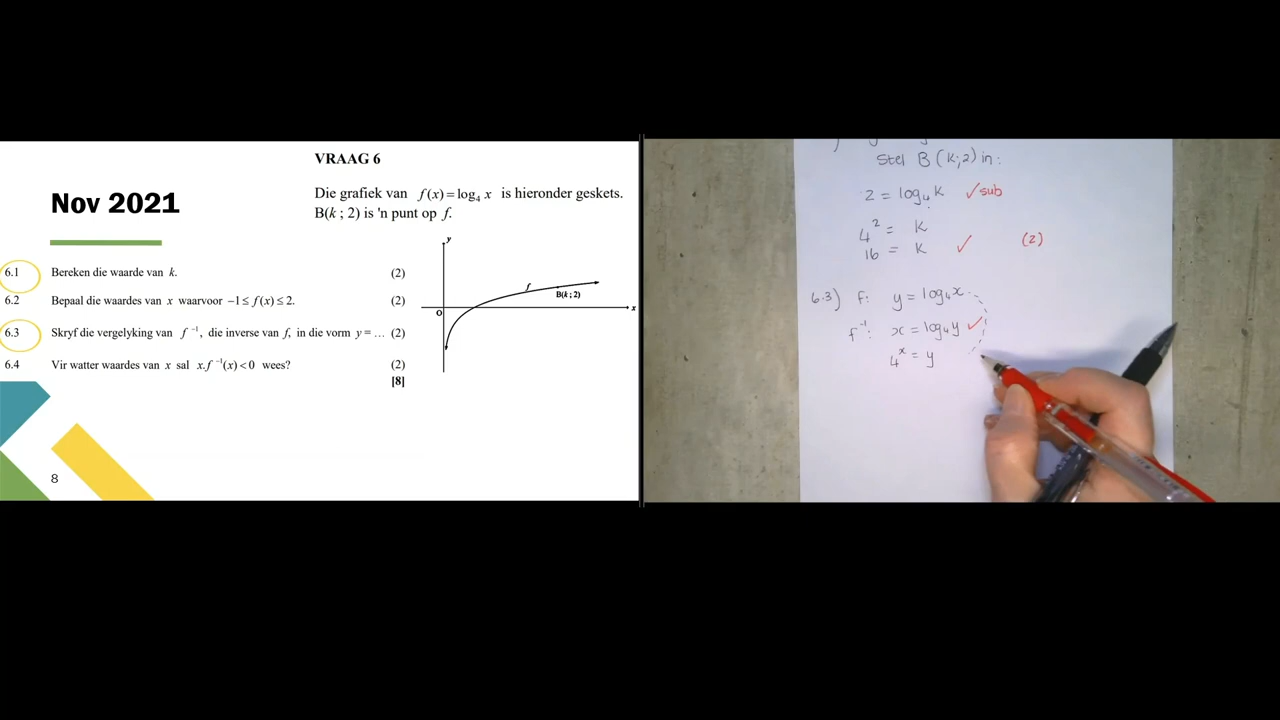 Nov 2021
VRAAG 6
Die grafiek van f(x) = log₄ x is hieronder geskets.
B(k ; 2) is 'n punt op f.
6.1 Bereken die waarde van k. (2)
6.2 Bepaal die waardes van x waarvoor −1 ≤ f(x) ≤ 2. (2)
6.3 Skryf die vergelyking van f⁻¹, die inverse van f, in die vorm y = … (2)
6.4 Vir watter waardes van x sal x.f⁻¹(x) < 0 wees? (2)
[8]
y
f
B(k ; 2)
O
x
8
Stel B(k;2) in:
2 = log₄ k ✓sub
4² = k
16 = k ✓ (2)
6.3) f: y = log₄x
f⁻¹: x = log₄y ✓
4ˣ = y